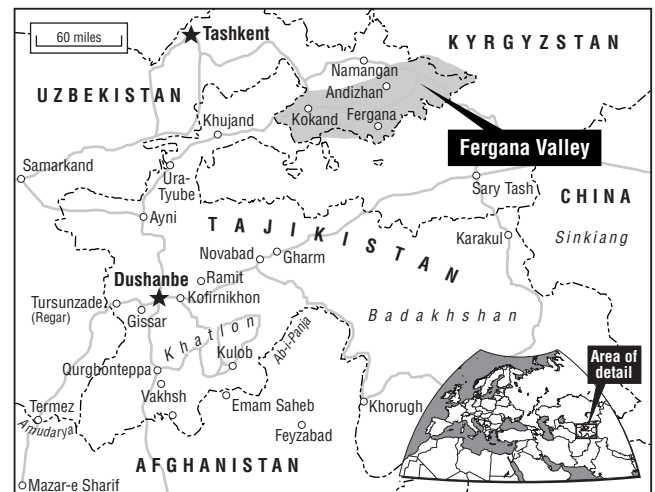 60 miles
Tashkent
KYRGYZSTAN
Namangan
Andizhan
UZBEKISTAN
Kokand
Fergana
Khujand
Fergana Valley
Samarkand
Ura-
Tyube
Sary Tash
CHINA
Ayni
TAJIKISTAN
Karakul
Sinkiang
Novabad
Gharm
Dushanbe
Ramit
Kofirnikhon
Tursunzade
(Regar)
Gissar
Khatlon
Badakhshan
Ab-i-Panja
Kulob
Area of
detail
Qurgbonteppa
Vakhsh
Emam Saheb
Khorugh
Termez
Amudarya
Feyzabad
AFGHANISTAN
Mazar-e Sharif